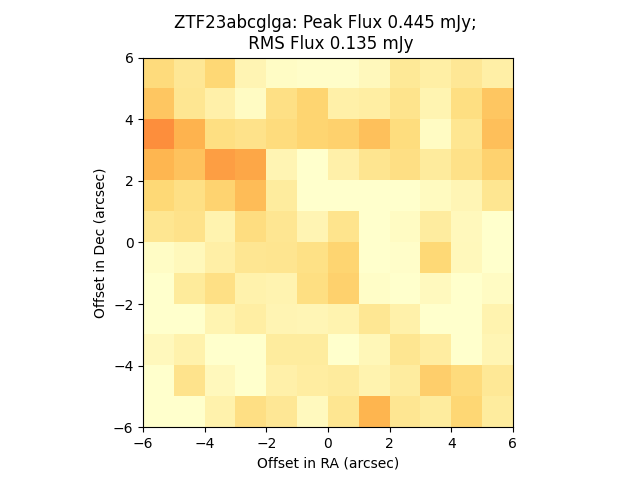 ZTF23abcglga: Peak Flux 0.445 mJy;
RMS Flux 0.135 mJy
6
4
2
0
−2
−4
−6
Offset in Dec (arcsec)
−6 −4 −2 0 2 4 6
Offset in RA (arcsec)